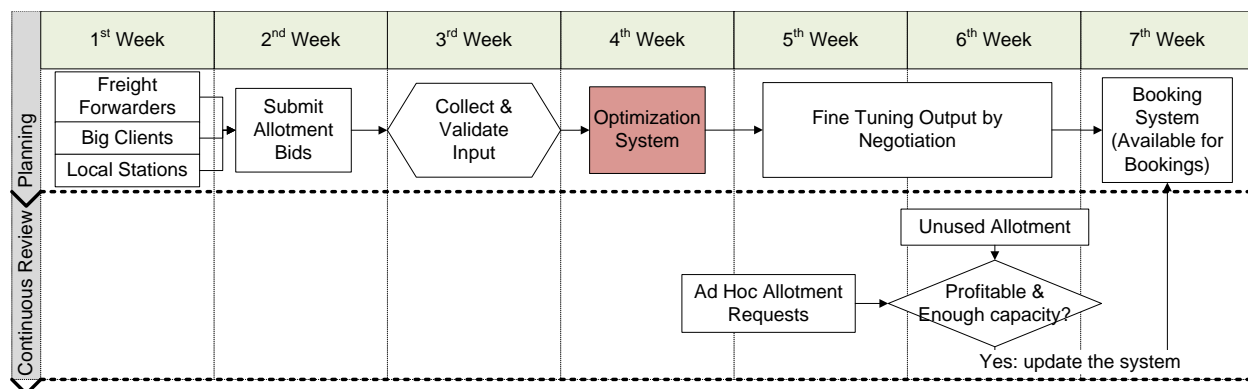 1st Week
2nd Week
3rd Week
4th Week
5th Week
6th Week
7th Week
Planning
Freight
Forwarders
Big Clients
Local Stations
Submit
Allotment
Bids
Collect &
Validate
Input
Optimization
System
Fine Tuning Output by
Negotiation
Booking
System
(Available for
Bookings)
Continuous Review
Unused Allotment
Ad Hoc Allotment
Requests
Profitable &
Enough capacity?
Yes: update the system